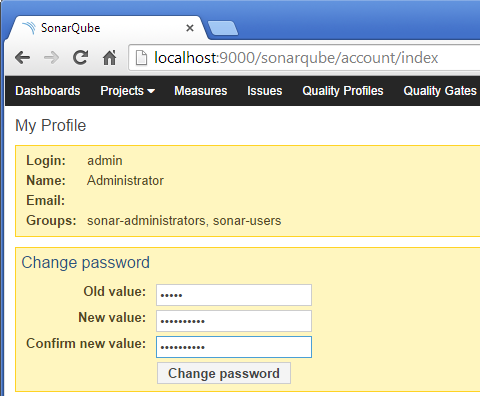 SonarQube
localhost:9000/sonarqube/account/index
Dashboards Projects Measures Issues Quality Profiles Quality Gates
My Profile
Login: admin
Name: Administrator
Email:
Groups: sonar-administrators, sonar-users
Change password
Old value: •••••
New value: ••••••••••
Confirm new value: ••••••••••
Change password